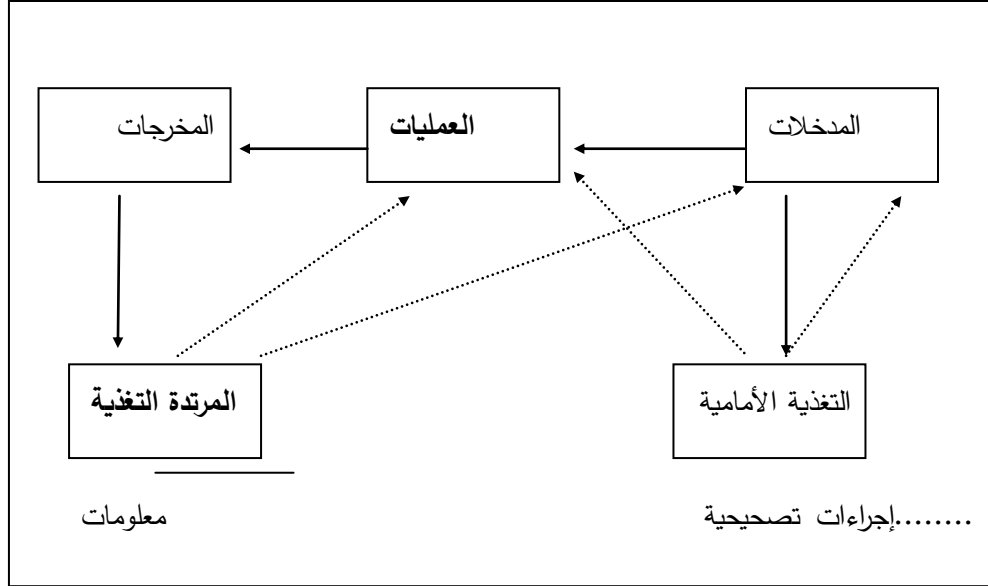 المدخلات
العمليات
المخرجات
التغذية الأمامية
المرتدة التغذية
........إجراءات تصحيحية
معلومات